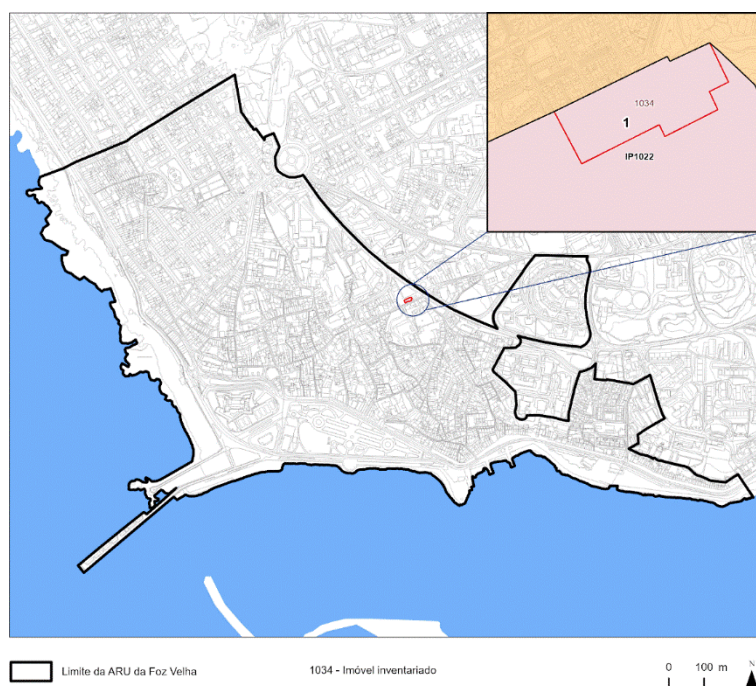 1034
1
IP1022
Limite da ARU da Foz Velha
1034 - Imóvel inventariado
0 100 m
N